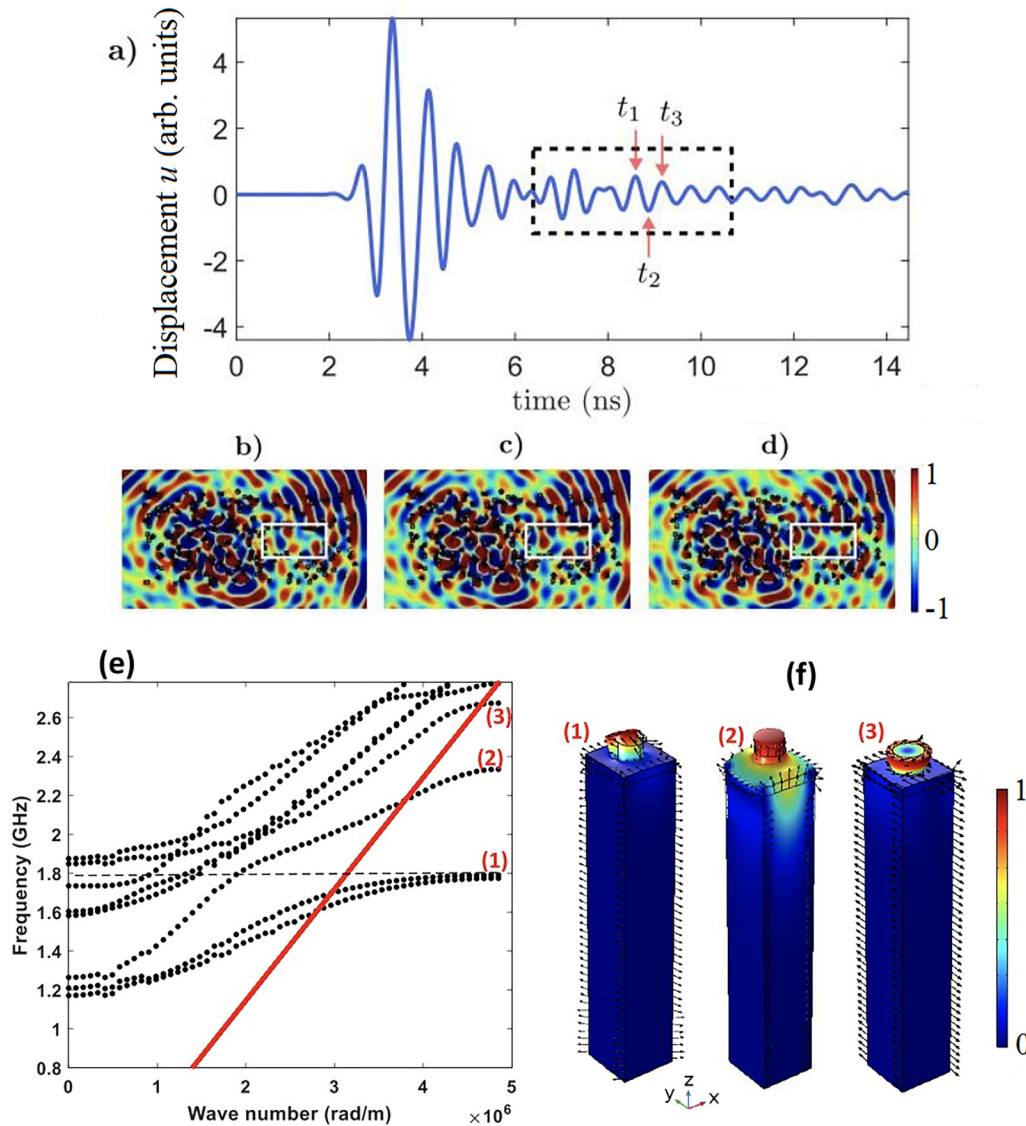 a)
Displacement u (arb. units)
4
2
0
-2
-4
t1
t3
t2
0 2 4 6 8 10 12 14
time (ns)
b) c) d)
1
0
-1
(e)
Frequency (GHz)
2.6
2.4
2.2
2
1.8
1.6
1.4
1.2
1
0.8
(3)
(2)
(1)
0 1 2 3 4 5
Wave number (rad/m) ×10^6
(f)
(1) (2) (3)
1
0
z
y x